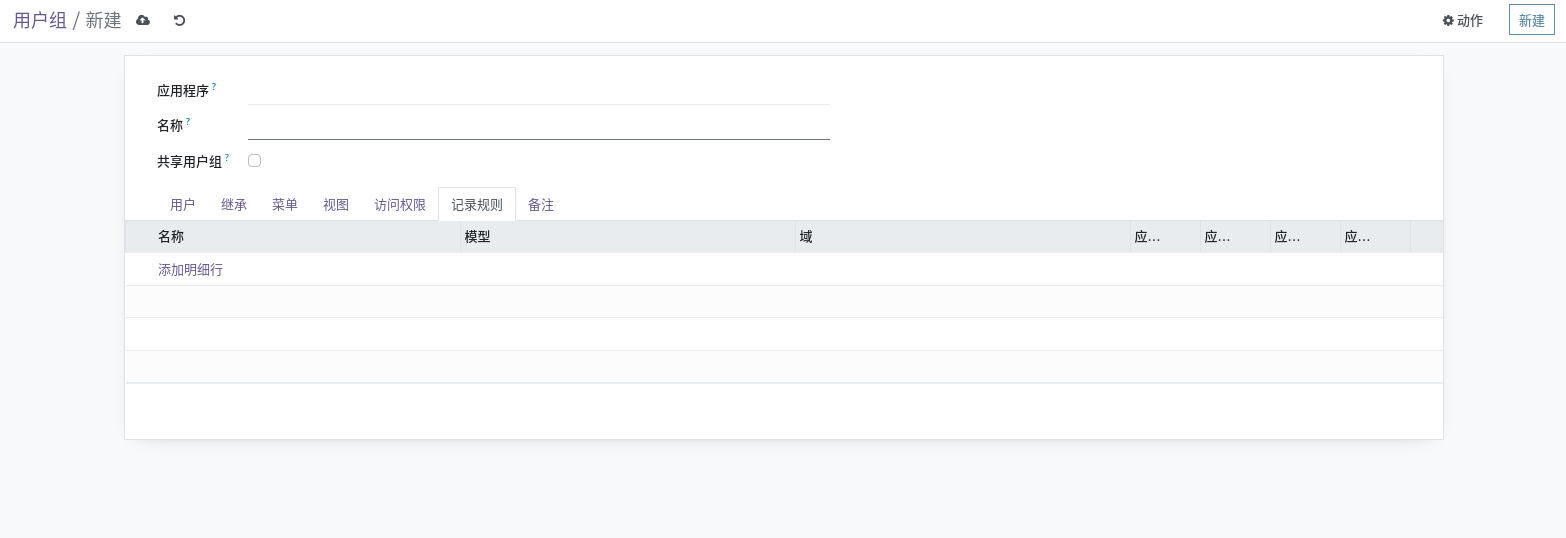 用户组 / 新建
动作
新建
应用程序 ?
名称 ?
共享用户组 ?
用户 继承 菜单 视图 访问权限 记录规则 备注
名称 模型 域 应... 应... 应... 应...
添加明细行